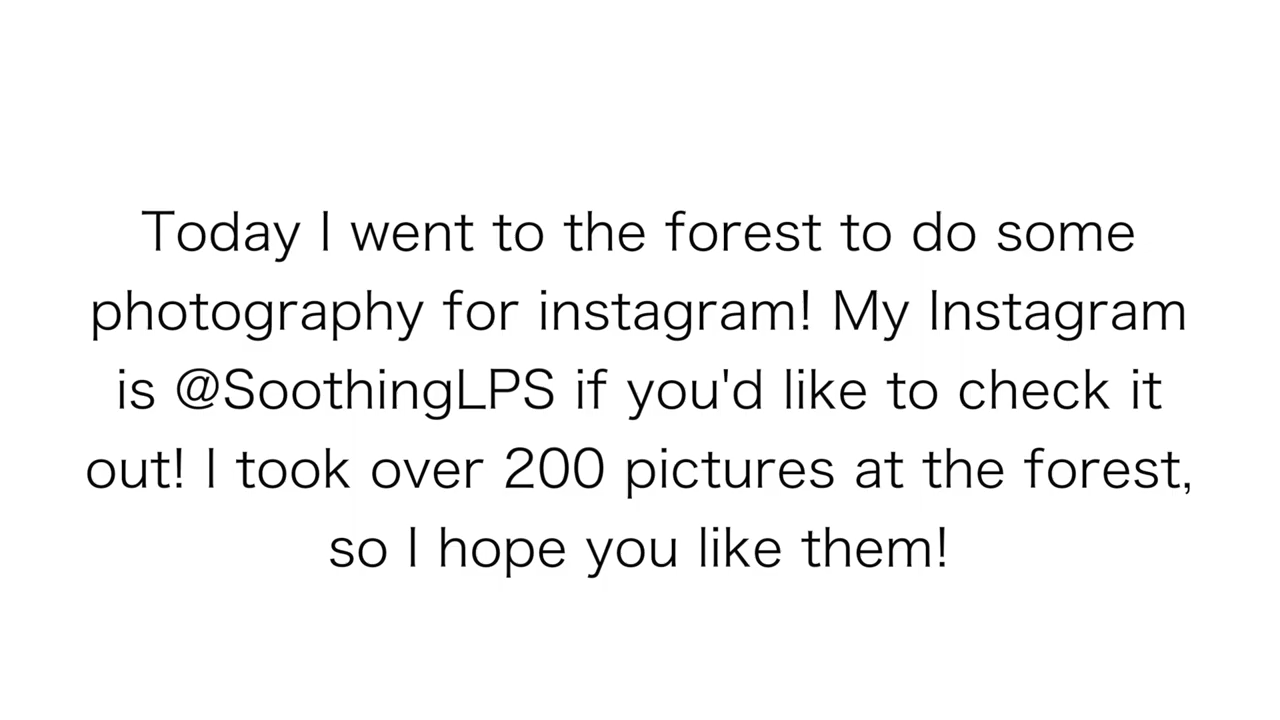 Today I went to the forest to do some
photography for instagram! My Instagram
is @SoothingLPS if you'd like to check it
out! I took over 200 pictures at the forest,
so I hope you like them!